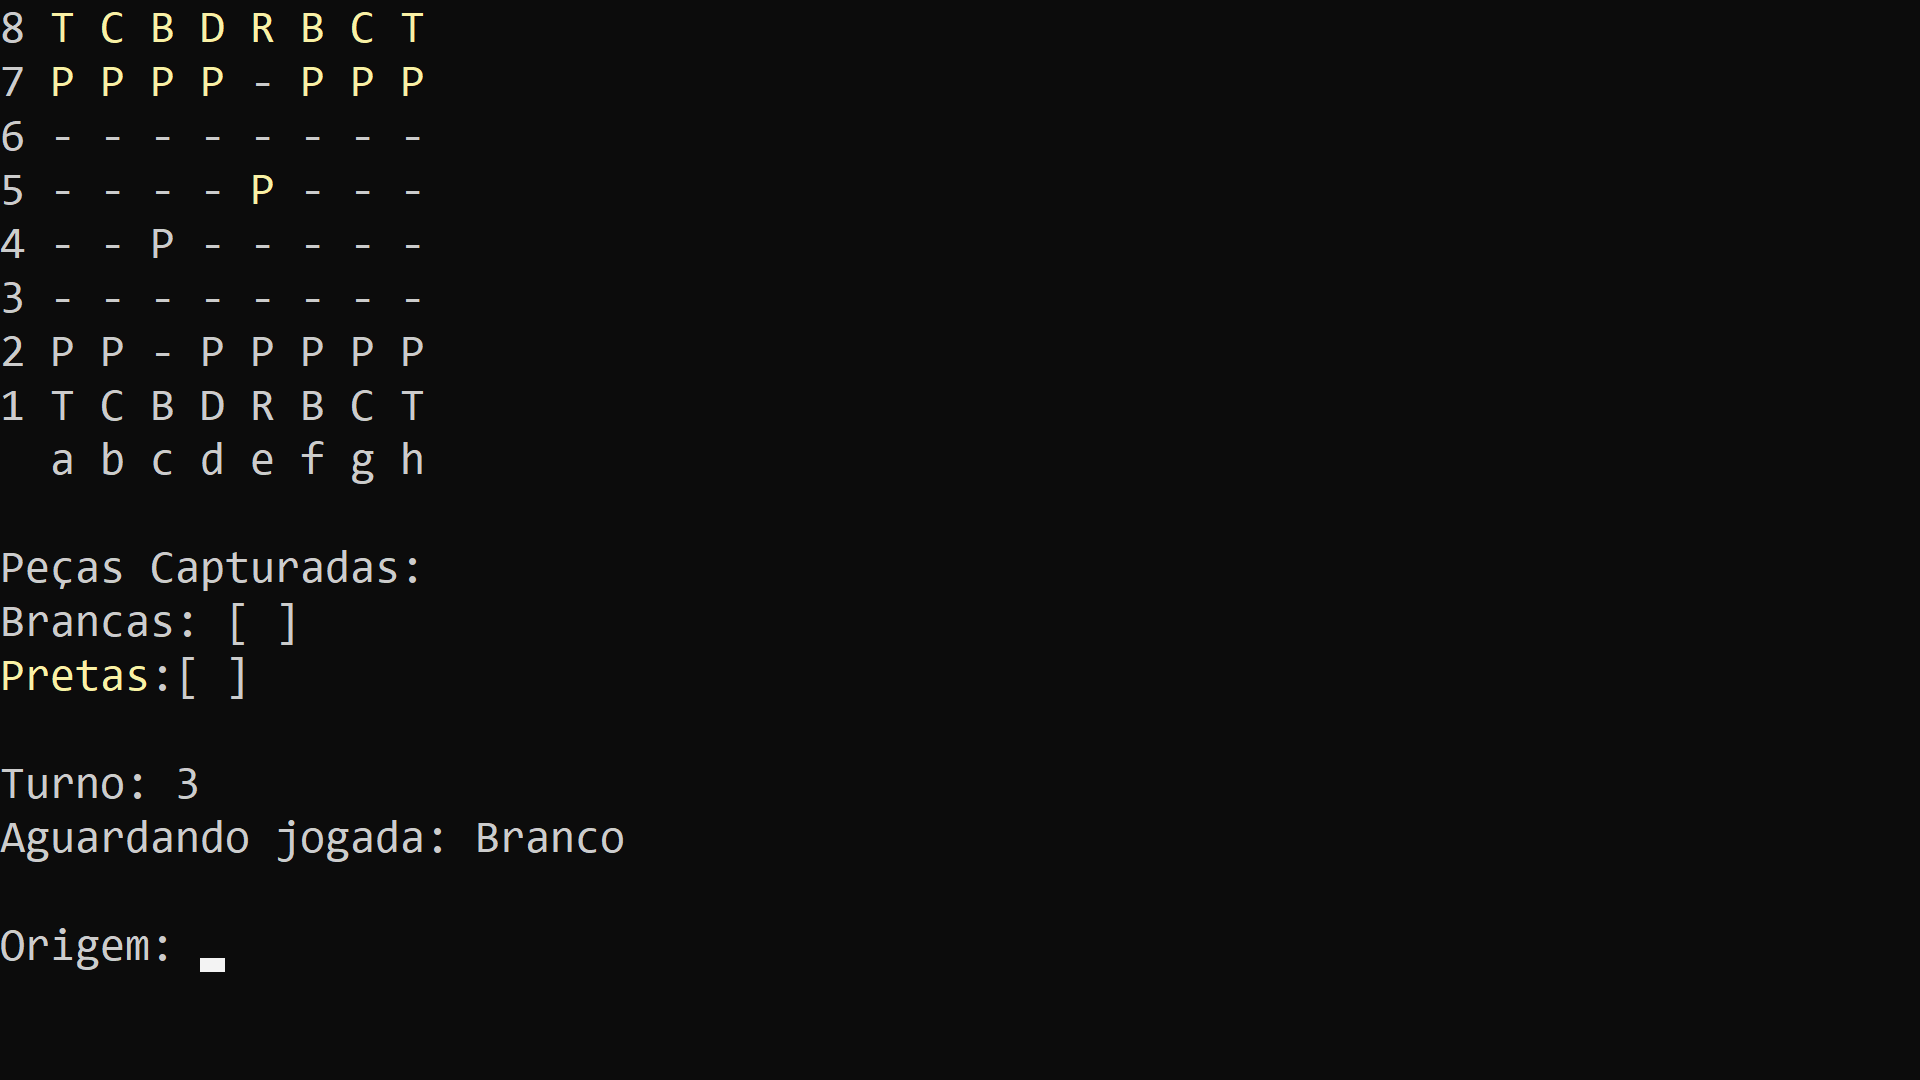 8 T C B D R B C T
7 P P P P - P P P
6 - - - - - - - -
5 - - - - P - - -
4 - - P - - - - -
3 - - - - - - - -
2 P P - P P P P P
1 T C B D R B C T
  a b c d e f g h
Peças Capturadas:
Brancas: [ ]
Pretas:[ ]
Turno: 3
Aguardando jogada: Branco
Origem: